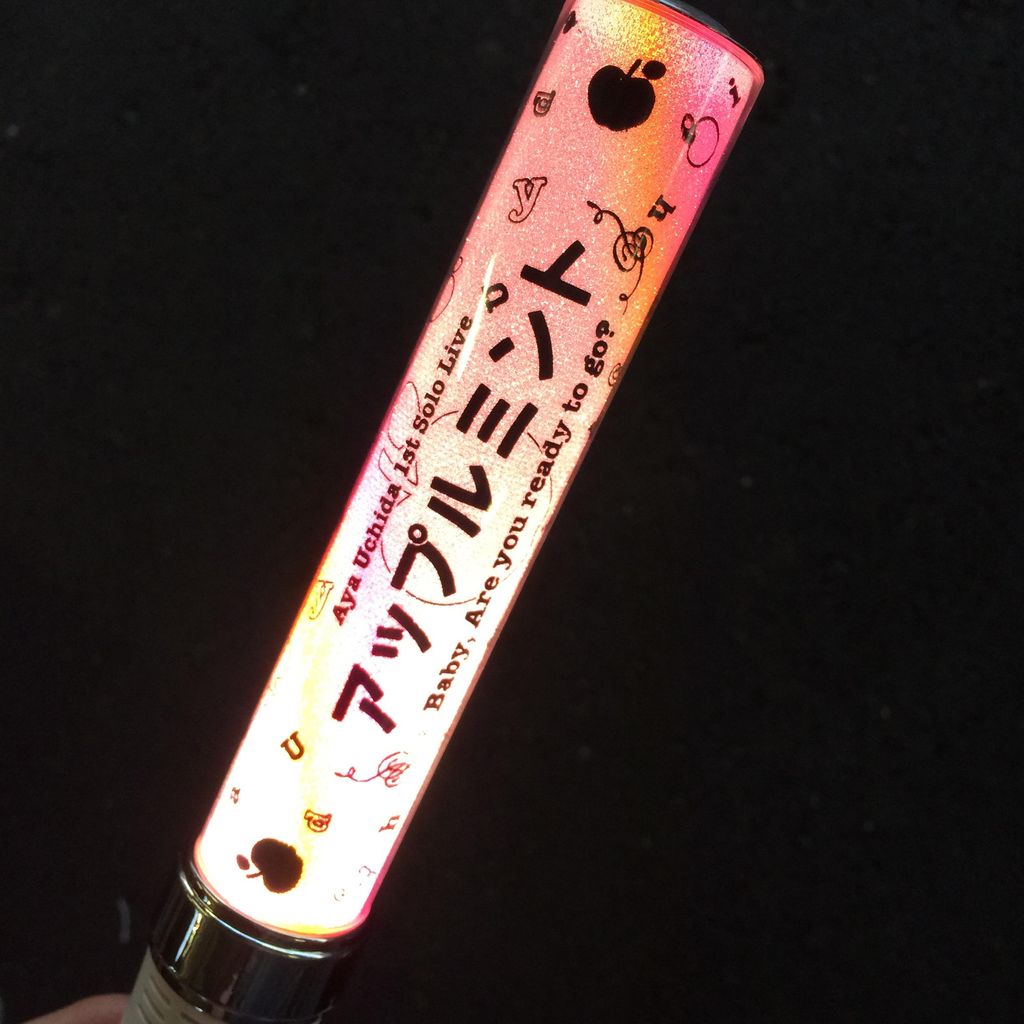 Aya Uchida 1st Solo Live
アップルミント
Baby, Are you ready to go?